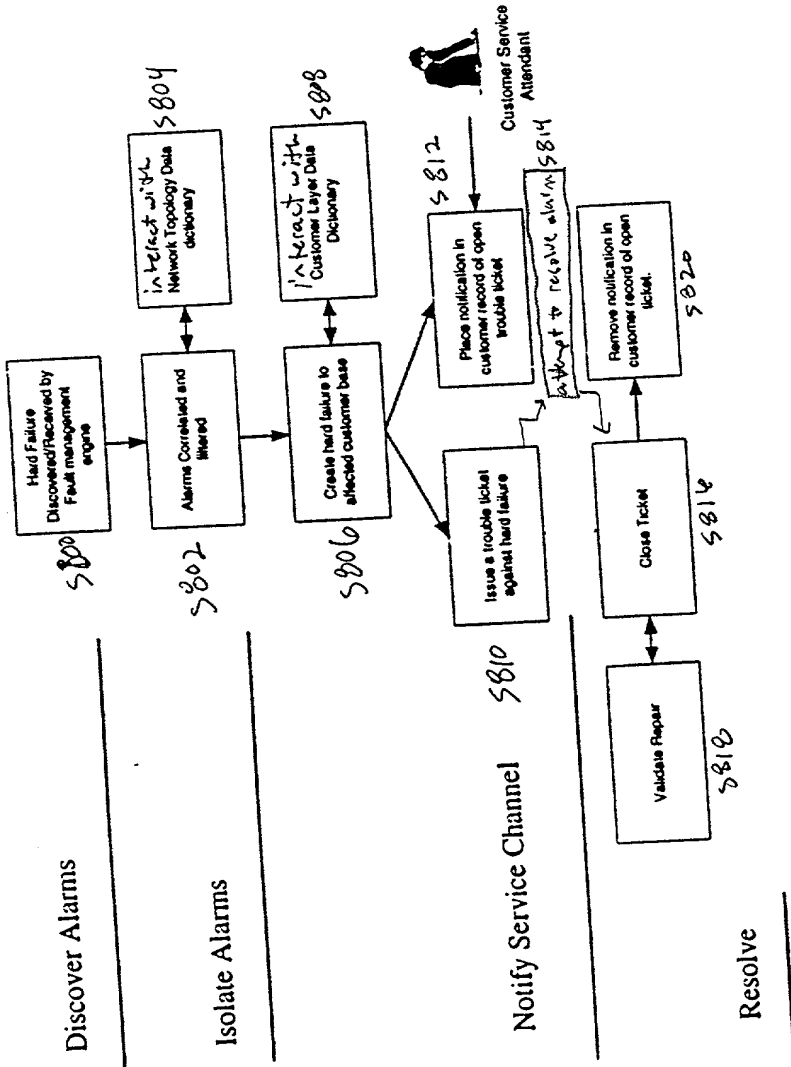 Discover Alarms
Hard Failure
Discovered/Received by
Fault management
engine
S800
Isolate Alarms
Alarms Correlated and
filtered
S802
interact with
Network Topology Data
dictionary
S804
Create hard failure to
affected customer base
S806
interact with
Customer Layer Data
Dictionary
S808
Notify Service Channel
Issue a trouble ticket
against hard failure
S810
Place notification in
customer record of open
trouble ticket
S812
Customer Service
Attendant
attempt to resolve alarm
S814
Resolve
Validate Repair
S818
Close Ticket
S816
Remove notification in
customer record of open
ticket.
S820